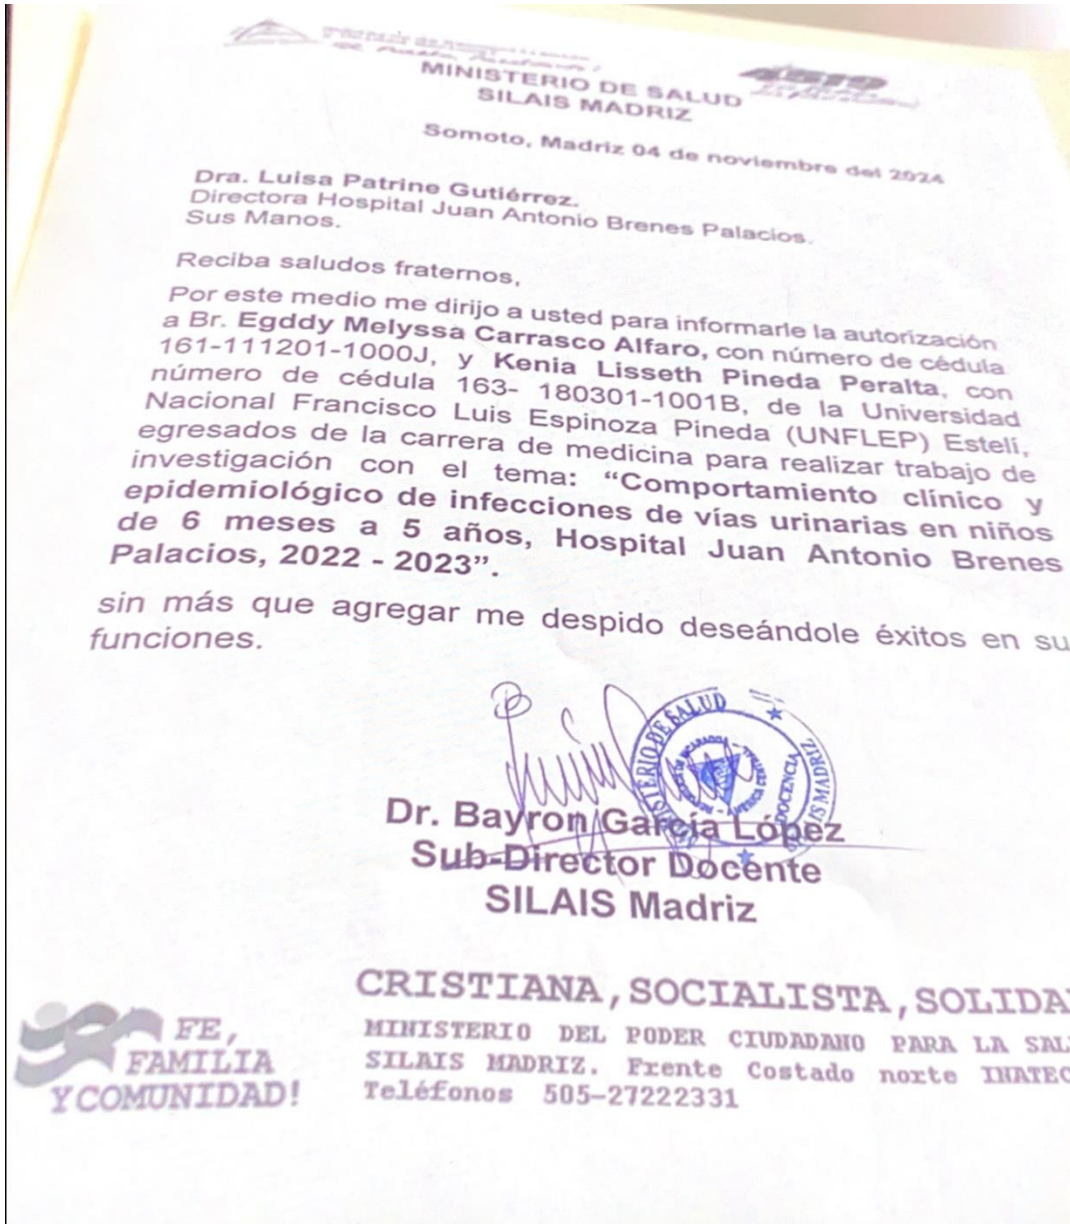 MINISTERIO DE SALUD
SILAIS MADRIZ
Somoto, Madriz 04 de noviembre del 2024
Dra. Luisa Patrine Gutiérrez.
Directora Hospital Juan Antonio Brenes Palacios.
Sus Manos.
Reciba saludos fraternos,
Por este medio me dirijo a usted para informarle la autorización
a Br. Egddy Melyssa Carrasco Alfaro, con número de cédula
161-111201-1000J, y Kenia Lisseth Pineda Peralta, con
número de cédula 163- 180301-1001B, de la Universidad
Nacional Francisco Luis Espinoza Pineda (UNFLEP) Estelí,
egresados de la carrera de medicina para realizar trabajo de
investigación con el tema: “Comportamiento clínico y
epidemiológico de infecciones de vías urinarias en niños
de 6 meses a 5 años, Hospital Juan Antonio Brenes
Palacios, 2022 - 2023”.
sin más que agregar me despido deseándole éxitos en su
funciones.
MINISTERIO DE SALUD
DOCENCIA
SILAIS MADRIZ
Dr. Bayron García López
Sub-Director Docente
SILAIS Madriz
FE,
FAMILIA
Y COMUNIDAD!
CRISTIANA, SOCIALISTA, SOLIDA
MINISTERIO DEL PODER CIUDADANO PARA LA SAL
SILAIS MADRIZ. Frente Costado norte INATEC
Teléfonos 505-27222331